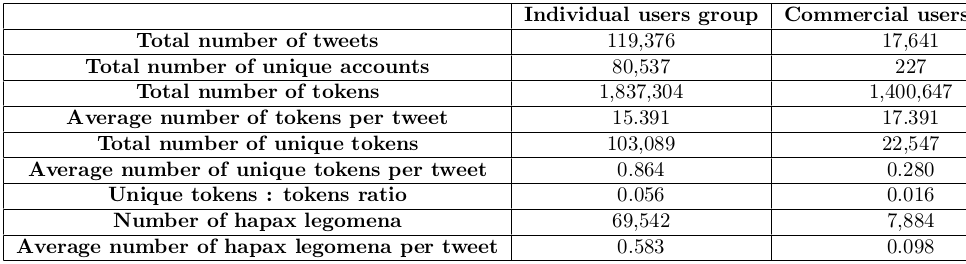 Individual users group Commercial users
Total number of tweets 119,376 17,641
Total number of unique accounts 80,537 227
Total number of tokens 1,837,304 1,400,647
Average number of tokens per tweet 15.391 17.391
Total number of unique tokens 103,089 22,547
Average number of unique tokens per tweet 0.864 0.280
Unique tokens : tokens ratio 0.056 0.016
Number of hapax legomena 69,542 7,884
Average number of hapax legomena per tweet 0.583 0.098